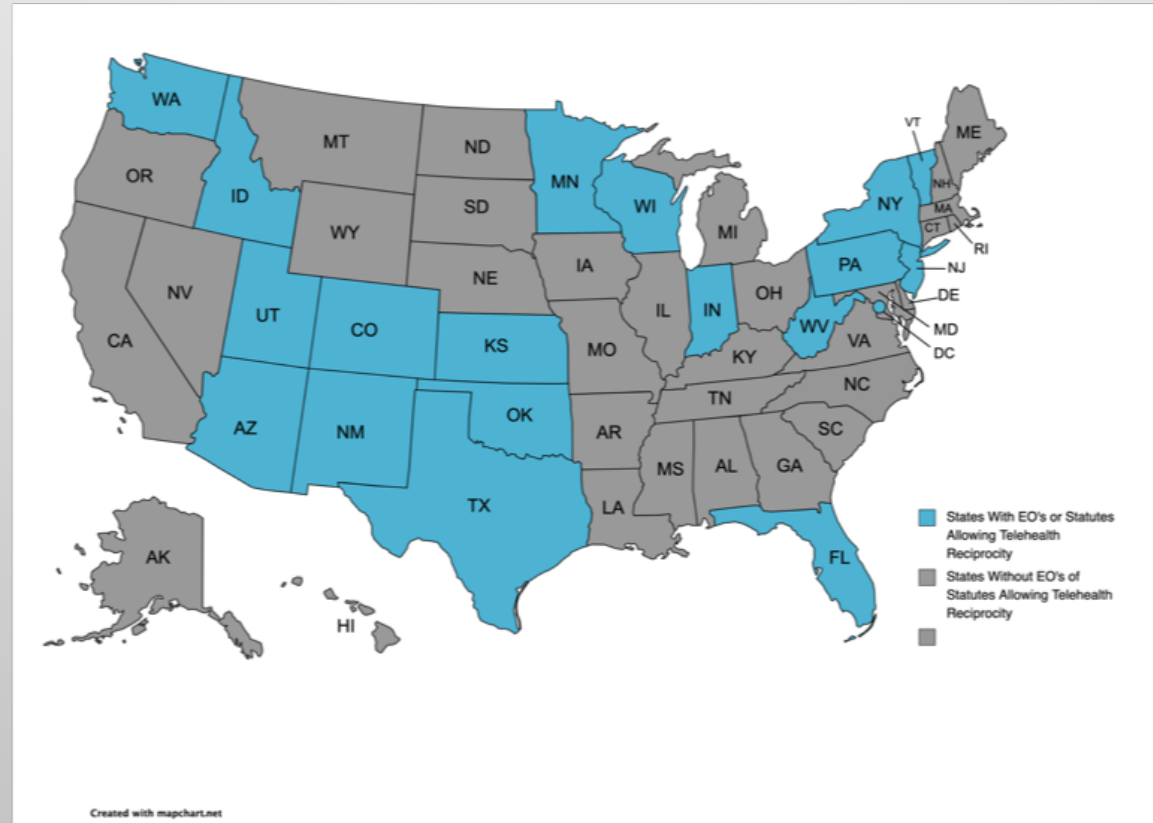 WA
MT
ND
MN
VT
ME
OR
ID
SD
WI
NY
NH
MA
WY
MI
CT
RI
IA
NE
PA
NJ
NV
UT
CO
IL
IN
OH
DE
CA
KS
MO
WV
VA
MD
KY
DC
AZ
NM
OK
AR
TN
NC
SC
TX
MS
AL
GA
LA
States With EO's or Statutes
Allowing Telehealth
Reciprocity
FL
AK
States Without EO's of
Statutes Allowing Telehealth
Reciprocity
HI
Created with mapchart.net